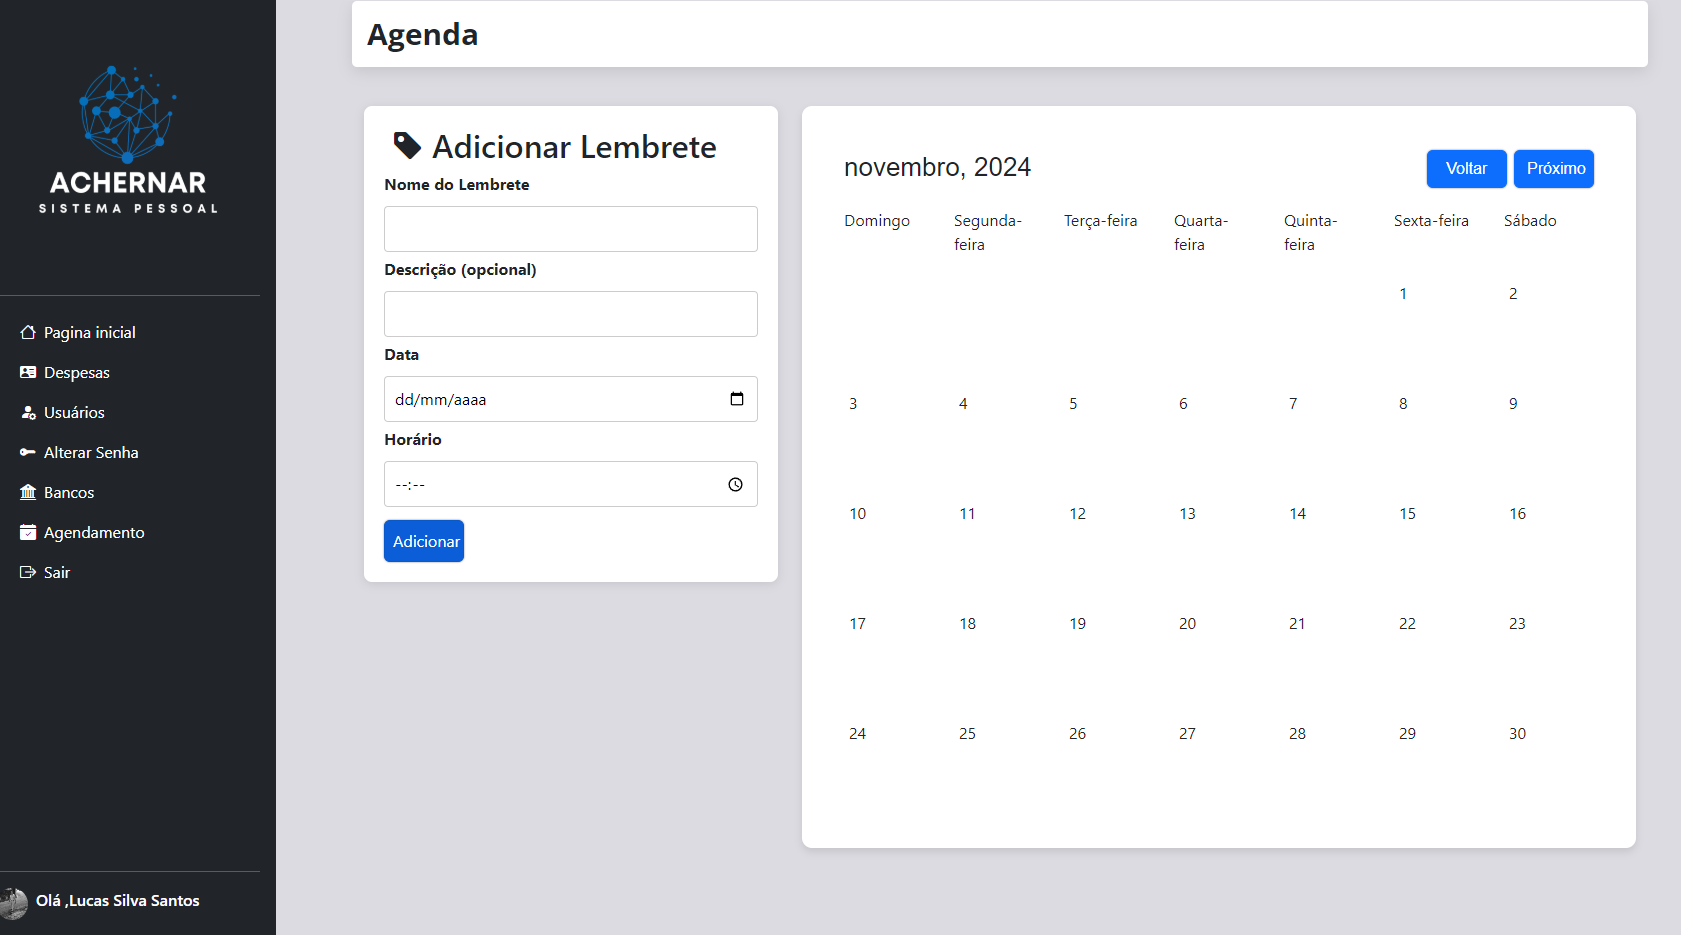 ACHERNAR
SISTEMA PESSOAL
Pagina inicial
Despesas
Usuários
Alterar Senha
Bancos
Agendamento
Sair
Olá ,Lucas Silva Santos
Agenda
Adicionar Lembrete
Nome do Lembrete
Descrição (opcional)
Data
dd/mm/aaaa
Horário
--:--
Adicionar
novembro, 2024
Voltar Próximo
Domingo Segunda-feira Terça-feira Quarta-feira Quinta-feira Sexta-feira Sábado
1 2
3 4 5 6 7 8 9
10 11 12 13 14 15 16
17 18 19 20 21 22 23
24 25 26 27 28 29 30